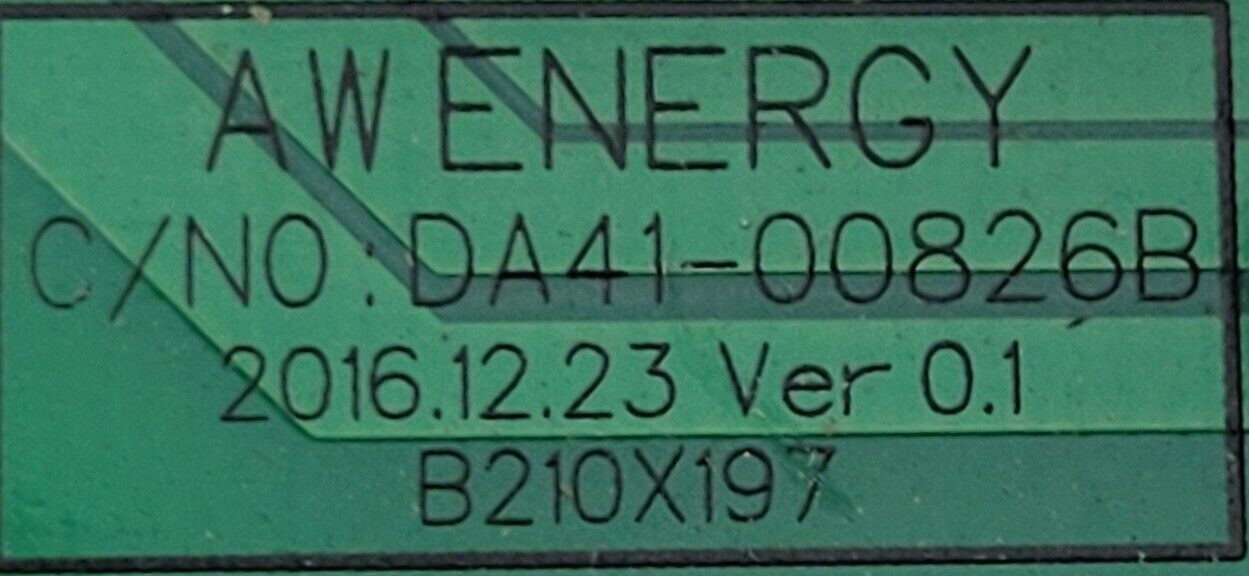 AW ENERGY
C/NO:DA41-00826B
2016.12.23 Ver 0.1
B210X197